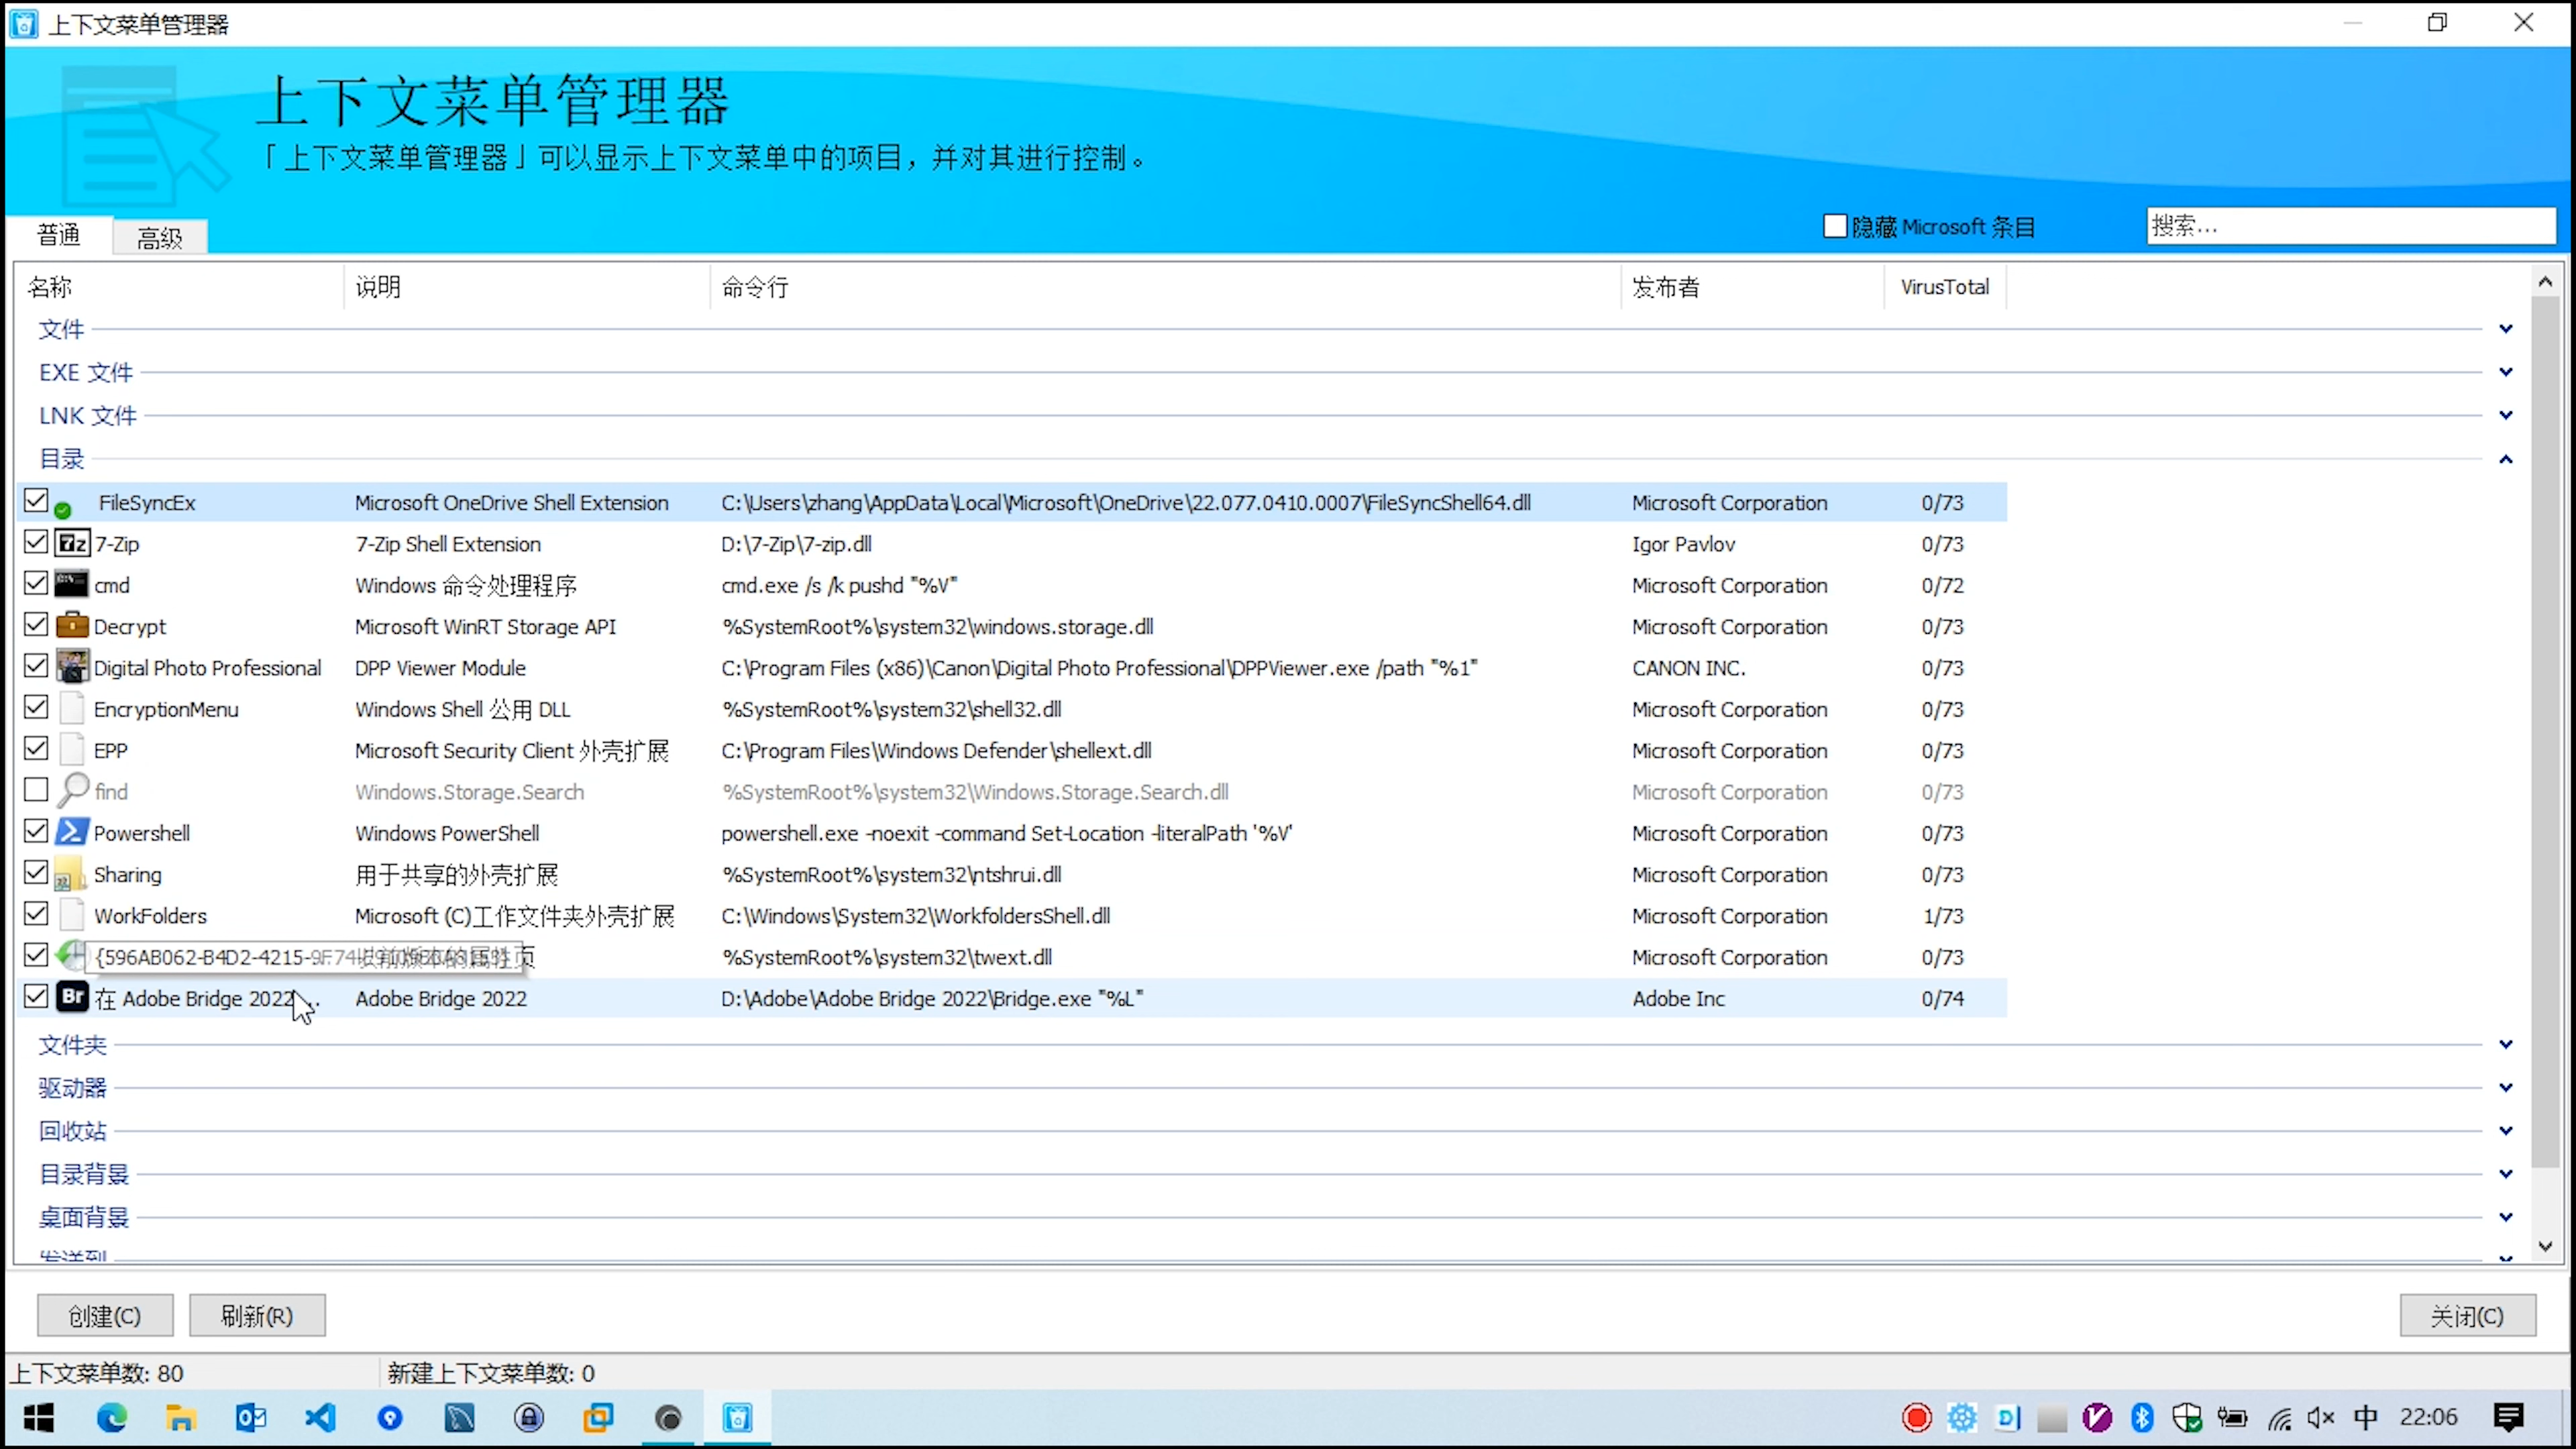 上下文菜单管理器
上下文菜单管理器
「上下文菜单管理器」可以显示上下文菜单中的项目，并对其进行控制。
普通 高级 隐藏 Microsoft 条目 搜索...
名称 说明 命令行 发布者 VirusTotal
文件
EXE 文件
LNK 文件
目录
FileSyncEx Microsoft OneDrive Shell Extension C:\Users\zhang\AppData\Local\Microsoft\OneDrive\22.077.0410.0007\FileSyncShell64.dll Microsoft Corporation 0/73
7-Zip 7-Zip Shell Extension D:\7-Zip\7-zip.dll Igor Pavlov 0/73
cmd Windows 命令处理程序 cmd.exe /s /k pushd "%V" Microsoft Corporation 0/72
Decrypt Microsoft WinRT Storage API %SystemRoot%\system32\windows.storage.dll Microsoft Corporation 0/73
Digital Photo Professional DPP Viewer Module C:\Program Files (x86)\Canon\Digital Photo Professional\DPPViewer.exe /path "%1" CANON INC. 0/73
EncryptionMenu Windows Shell 公用 DLL %SystemRoot%\system32\shell32.dll Microsoft Corporation 0/73
EPP Microsoft Security Client 外壳扩展 C:\Program Files\Windows Defender\shellext.dll Microsoft Corporation 0/73
find Windows.Storage.Search %SystemRoot%\system32\Windows.Storage.Search.dll Microsoft Corporation 0/73
Powershell Windows PowerShell powershell.exe -noexit -command Set-Location -literalPath '%V' Microsoft Corporation 0/73
Sharing 用于共享的外壳扩展 %SystemRoot%\system32\ntshrui.dll Microsoft Corporation 0/73
WorkFolders Microsoft (C)工作文件夹外壳扩展 C:\Windows\System32\WorkfoldersShell.dll Microsoft Corporation 1/73
{596AB062-B4D2-4215-9F74- 以前版本的属性页 %SystemRoot%\system32\twext.dll Microsoft Corporation 0/73
在 Adobe Bridge 2022 ... Adobe Bridge 2022 D:\Adobe\Adobe Bridge 2022\Bridge.exe "%L" Adobe Inc 0/74
文件夹
驱动器
回收站
目录背景
桌面背景
发送到
创建(C) 刷新(R) 关闭(C)
上下文菜单数: 80 新建上下文菜单数: 0
中 22:06